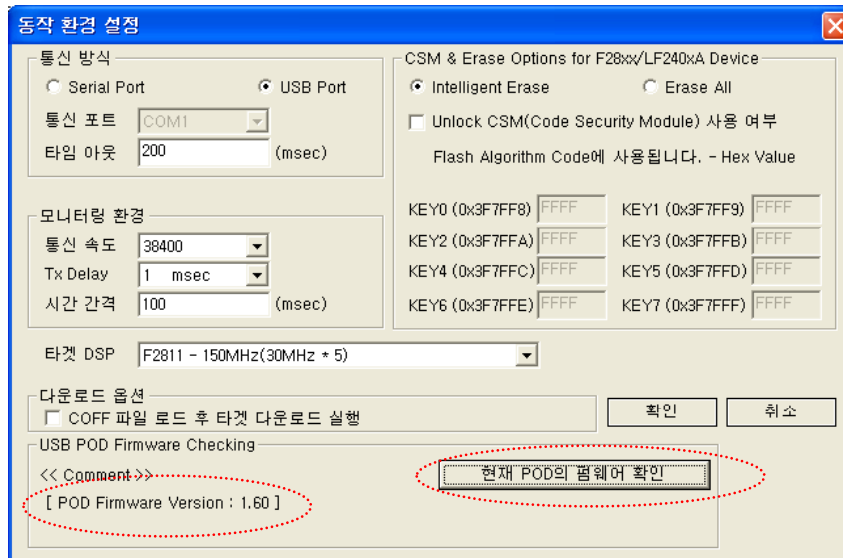 동작 환경 설정
통신 방식
Serial Port
USB Port
통신 포트
COM1
타임 아웃
200
(msec)
모니터링 환경
통신 속도
38400
Tx Delay
1 msec
시간 간격
100
(msec)
CSM & Erase Options for F28xx/LF240xA Device
Intelligent Erase
Erase All
Unlock CSM(Code Security Module) 사용 여부
Flash Algorithm Code에 사용됩니다. - Hex Value
KEY0 (0x3F7FF8) FFFF
KEY1 (0x3F7FF9) FFFF
KEY2 (0x3F7FFA) FFFF
KEY3 (0x3F7FFB) FFFF
KEY4 (0x3F7FFC) FFFF
KEY5 (0x3F7FFD) FFFF
KEY6 (0x3F7FFE) FFFF
KEY7 (0x3F7FFF) FFFF
타겟 DSP
F2811 - 150MHz(30MHz * 5)
다운로드 옵션
COFF 파일 로드 후 타겟 다운로드 실행
확인
취소
USB POD Firmware Checking
<< Comment >>
현재 POD의 펌웨어 확인
[ POD Firmware Version : 1.60 ]